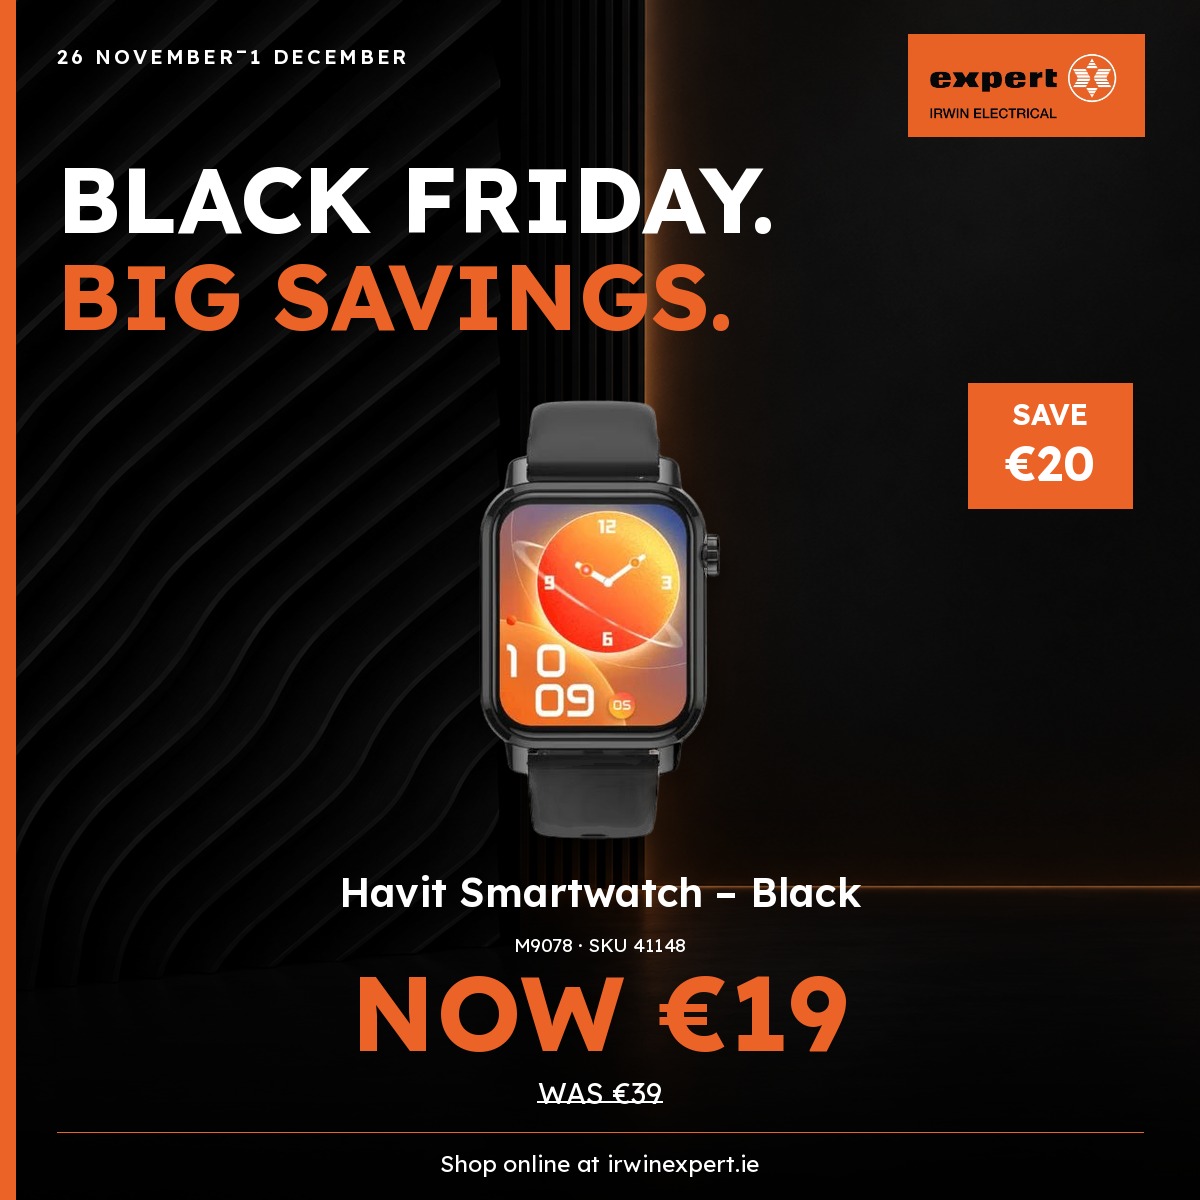 26 NOVEMBER–1 DECEMBER
expert
IRWIN ELECTRICAL
BLACK FRIDAY.
BIG SAVINGS.
SAVE
€20
12
9 3
6
10
09 05
Havit Smartwatch – Black
M9078 · SKU 41148
NOW €19
WAS €39
Shop online at irwinexpert.ie